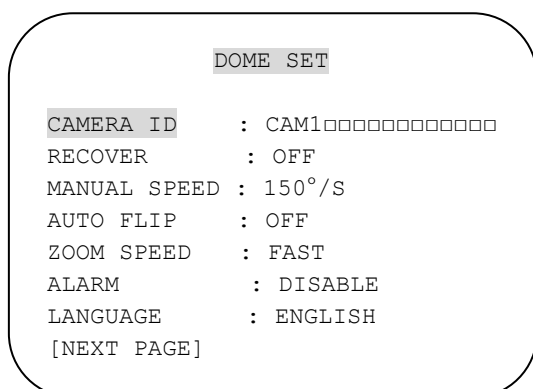 DOME SET
CAMERA ID : CAM1□□□□□□□□□□□□
RECOVER : OFF
MANUAL SPEED : 150°/S
AUTO FLIP : OFF
ZOOM SPEED : FAST
ALARM : DISABLE
LANGUAGE : ENGLISH
[NEXT PAGE]